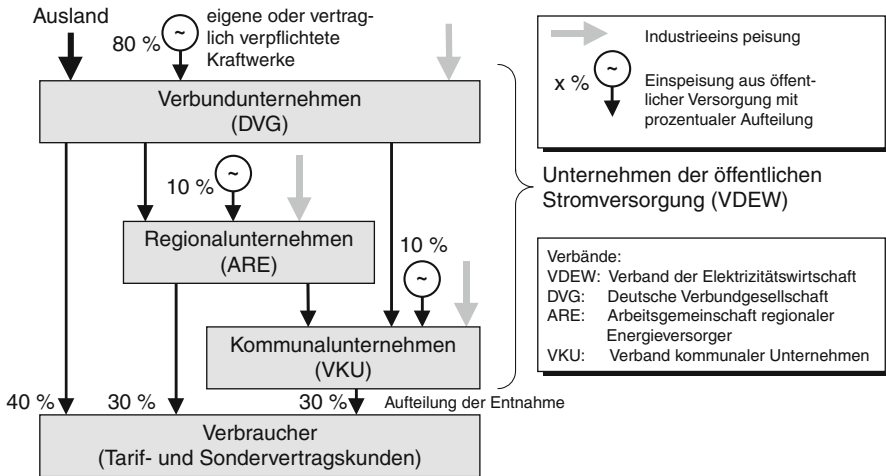 Ausland
80 %
~
eigene oder vertrag-
lich verpflichtete
Kraftwerke
Verbundunternehmen
(DVG)
10 %
~
Regionalunternehmen
(ARE)
10 %
~
Kommunalunternehmen
(VKU)
40 %
30 %
30 %
Aufteilung der Entnahme
Verbraucher
(Tarif- und Sondervertragskunden)
Industrieeins peisung
x %
~
Einspeisung aus öffent-
licher Versorgung mit
prozentualer Aufteilung
Unternehmen der öffentlichen
Stromversorgung (VDEW)
Verbände:
VDEW: Verband der Elektrizitätswirtschaft
DVG: Deutsche Verbundgesellschaft
ARE: Arbeitsgemeinschaft regionaler
Energieversorger
VKU: Verband kommunaler Unternehmen